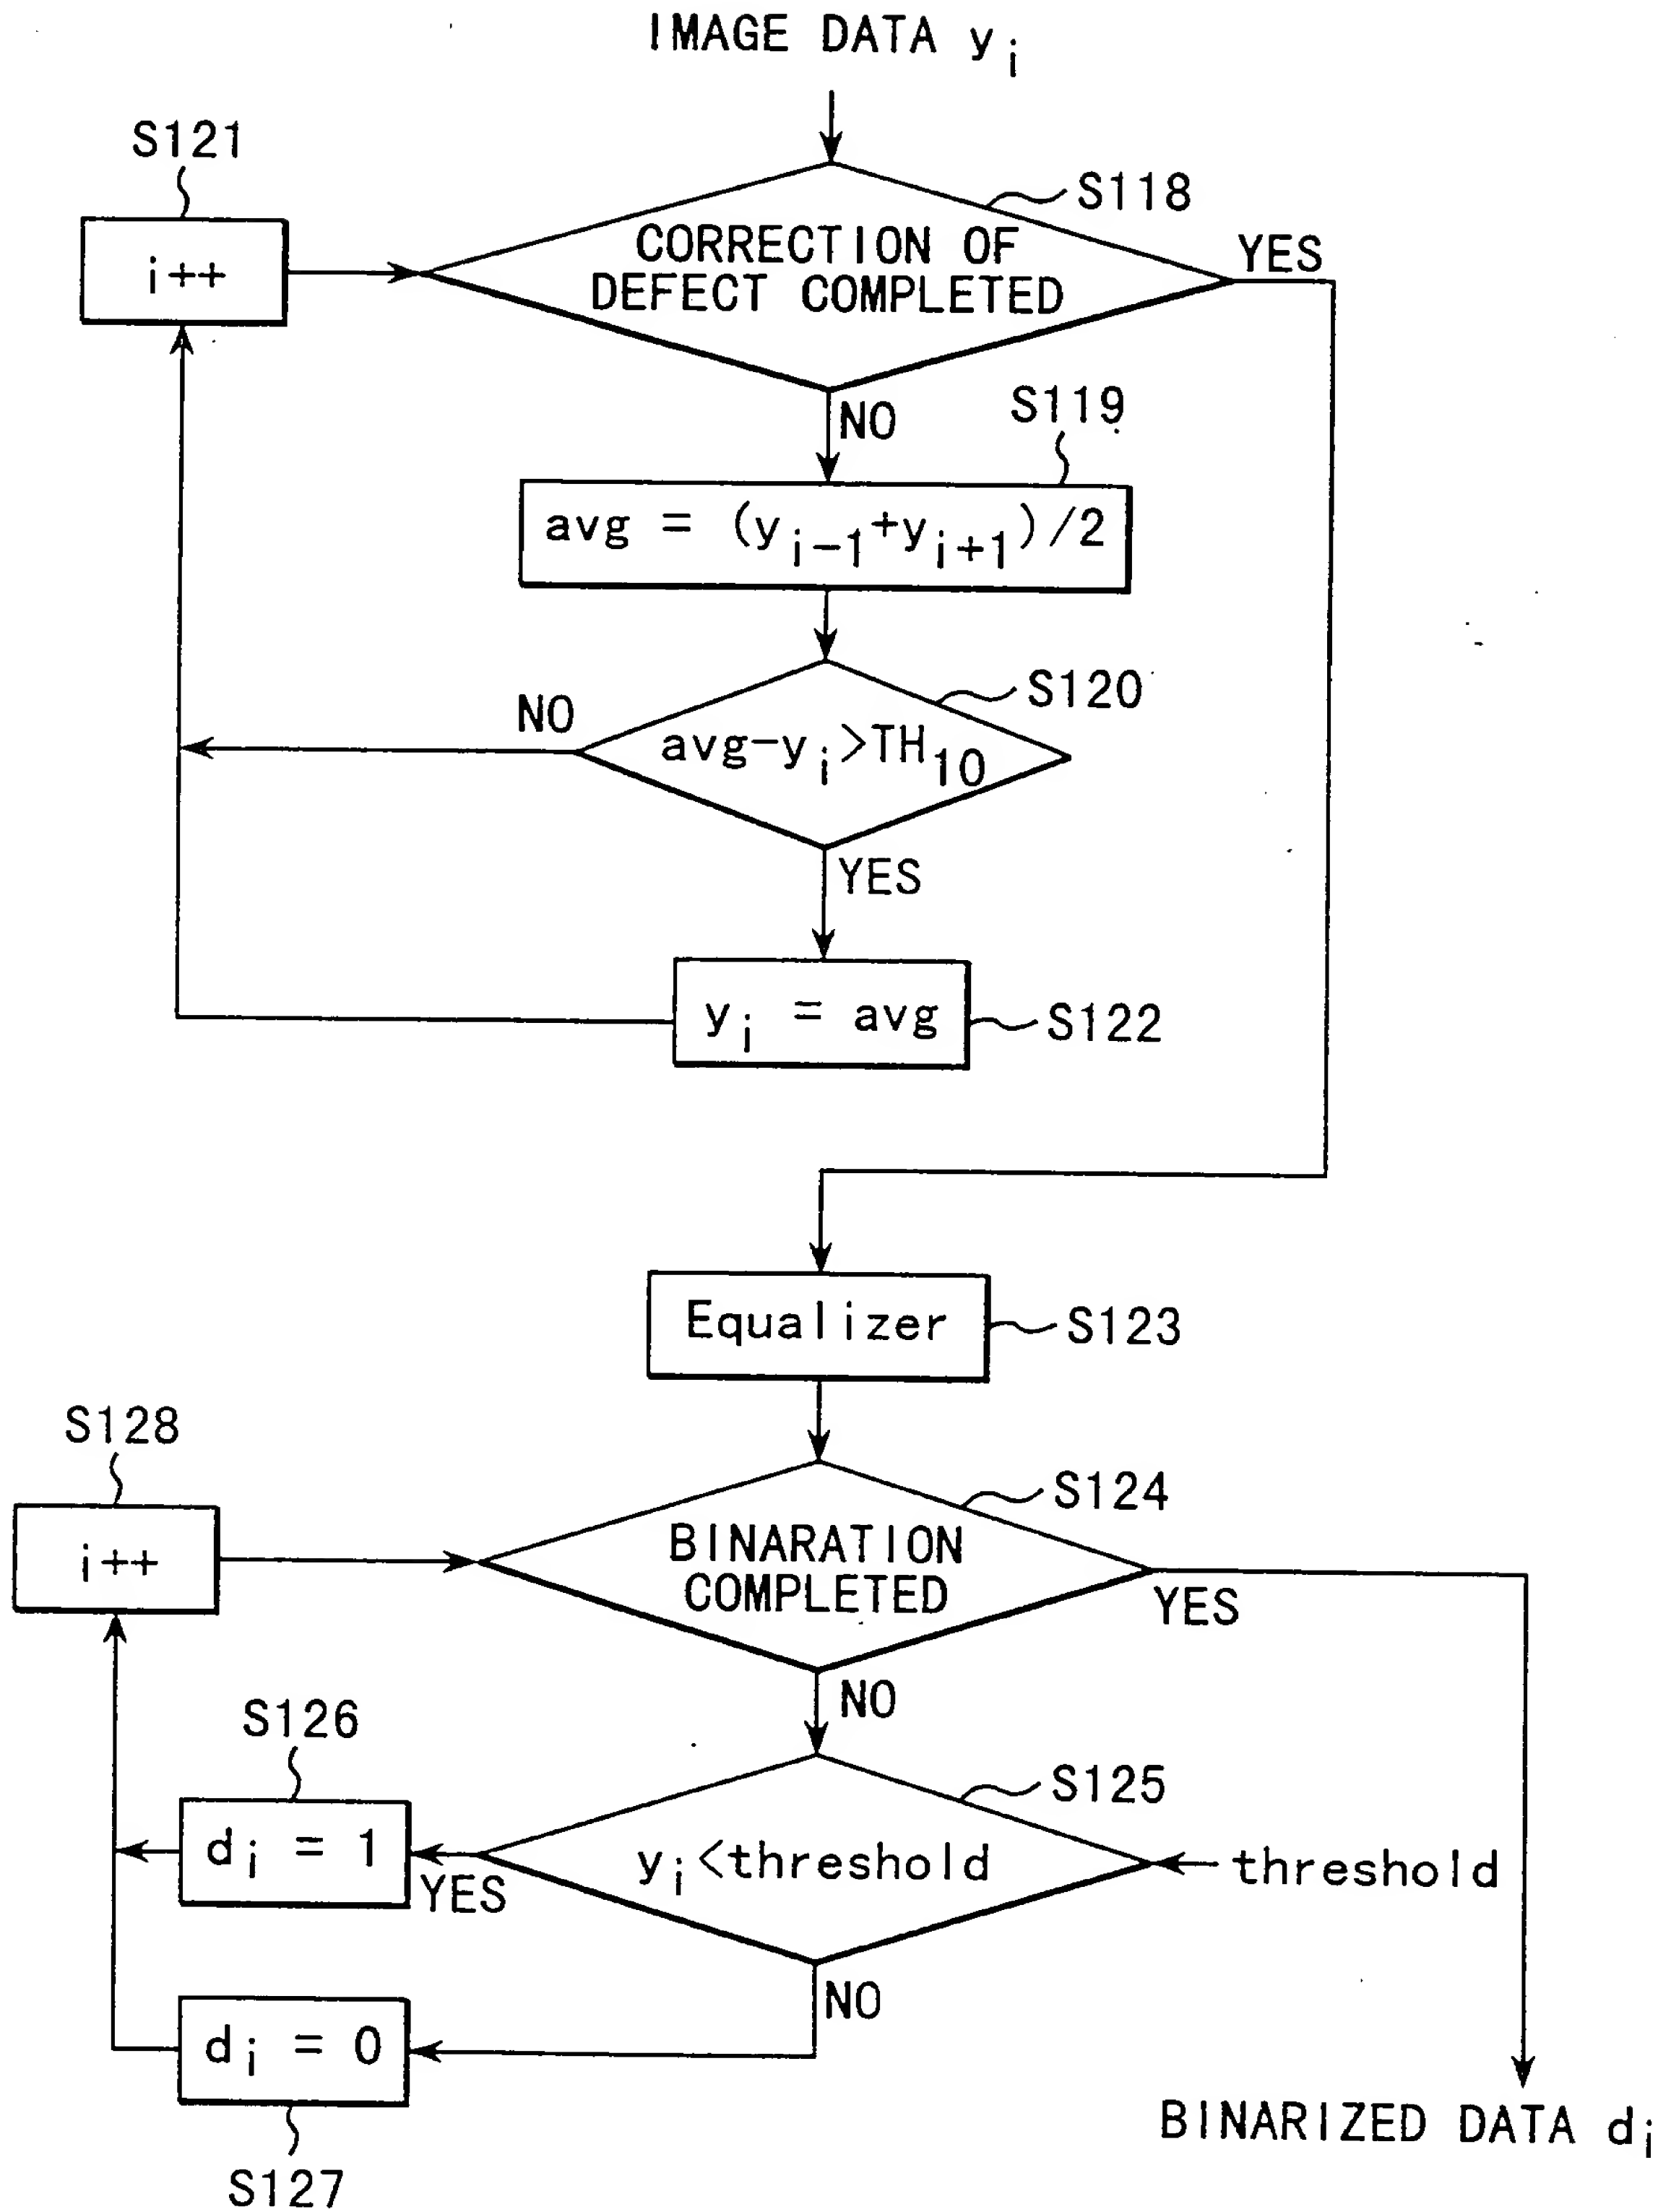 IMAGE DATA yi
S121
S118
i++
CORRECTION OF
DEFECT COMPLETED
YES
NO
S119
avg = (yi-1+yi+1)/2
S120
NO
avg-yi>TH10
YES
yi = avg
S122
Equalizer
S123
S128
S124
i++
BINARATION
COMPLETED
YES
NO
S126
S125
di = 1
YES
yi<threshold
threshold
NO
di = 0
S127
BINARIZED DATA di